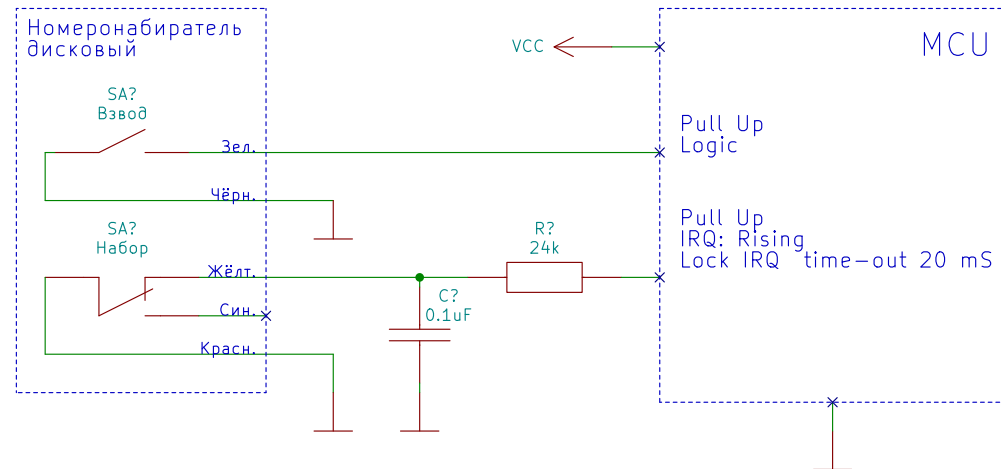 Номеронабиратель
дисковый
SA?
Взвод
Зел.
Чёрн.
SA?
Набор
Жёлт.
Син.
Красн.
C?
0.1uF
R?
24k
VCC
MCU
Pull Up
Logic
Pull Up
IRQ: Rising
Lock IRQ time-out 20 mS